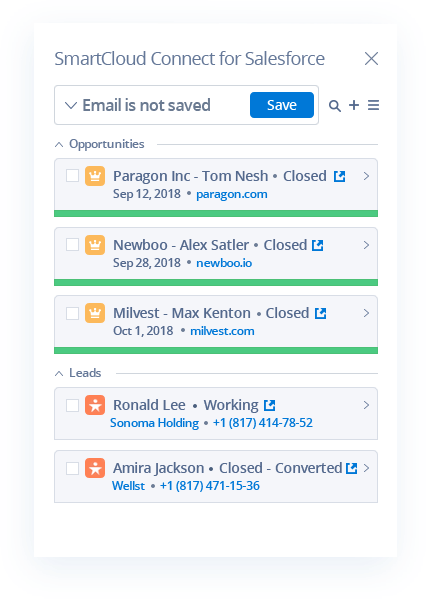 SmartCloud Connect for Salesforce
Email is not saved Save
Opportunities
Paragon Inc - Tom Nesh • Closed
Sep 12, 2018 • paragon.com
Newboo - Alex Satler • Closed
Sep 28, 2018 • newboo.io
Milvest - Max Kenton • Closed
Oct 1, 2018 • milvest.com
Leads
Ronald Lee • Working
Sonoma Holding • +1 (817) 414-78-52
Amira Jackson • Closed - Converted
Wellst • +1 (817) 471-15-36